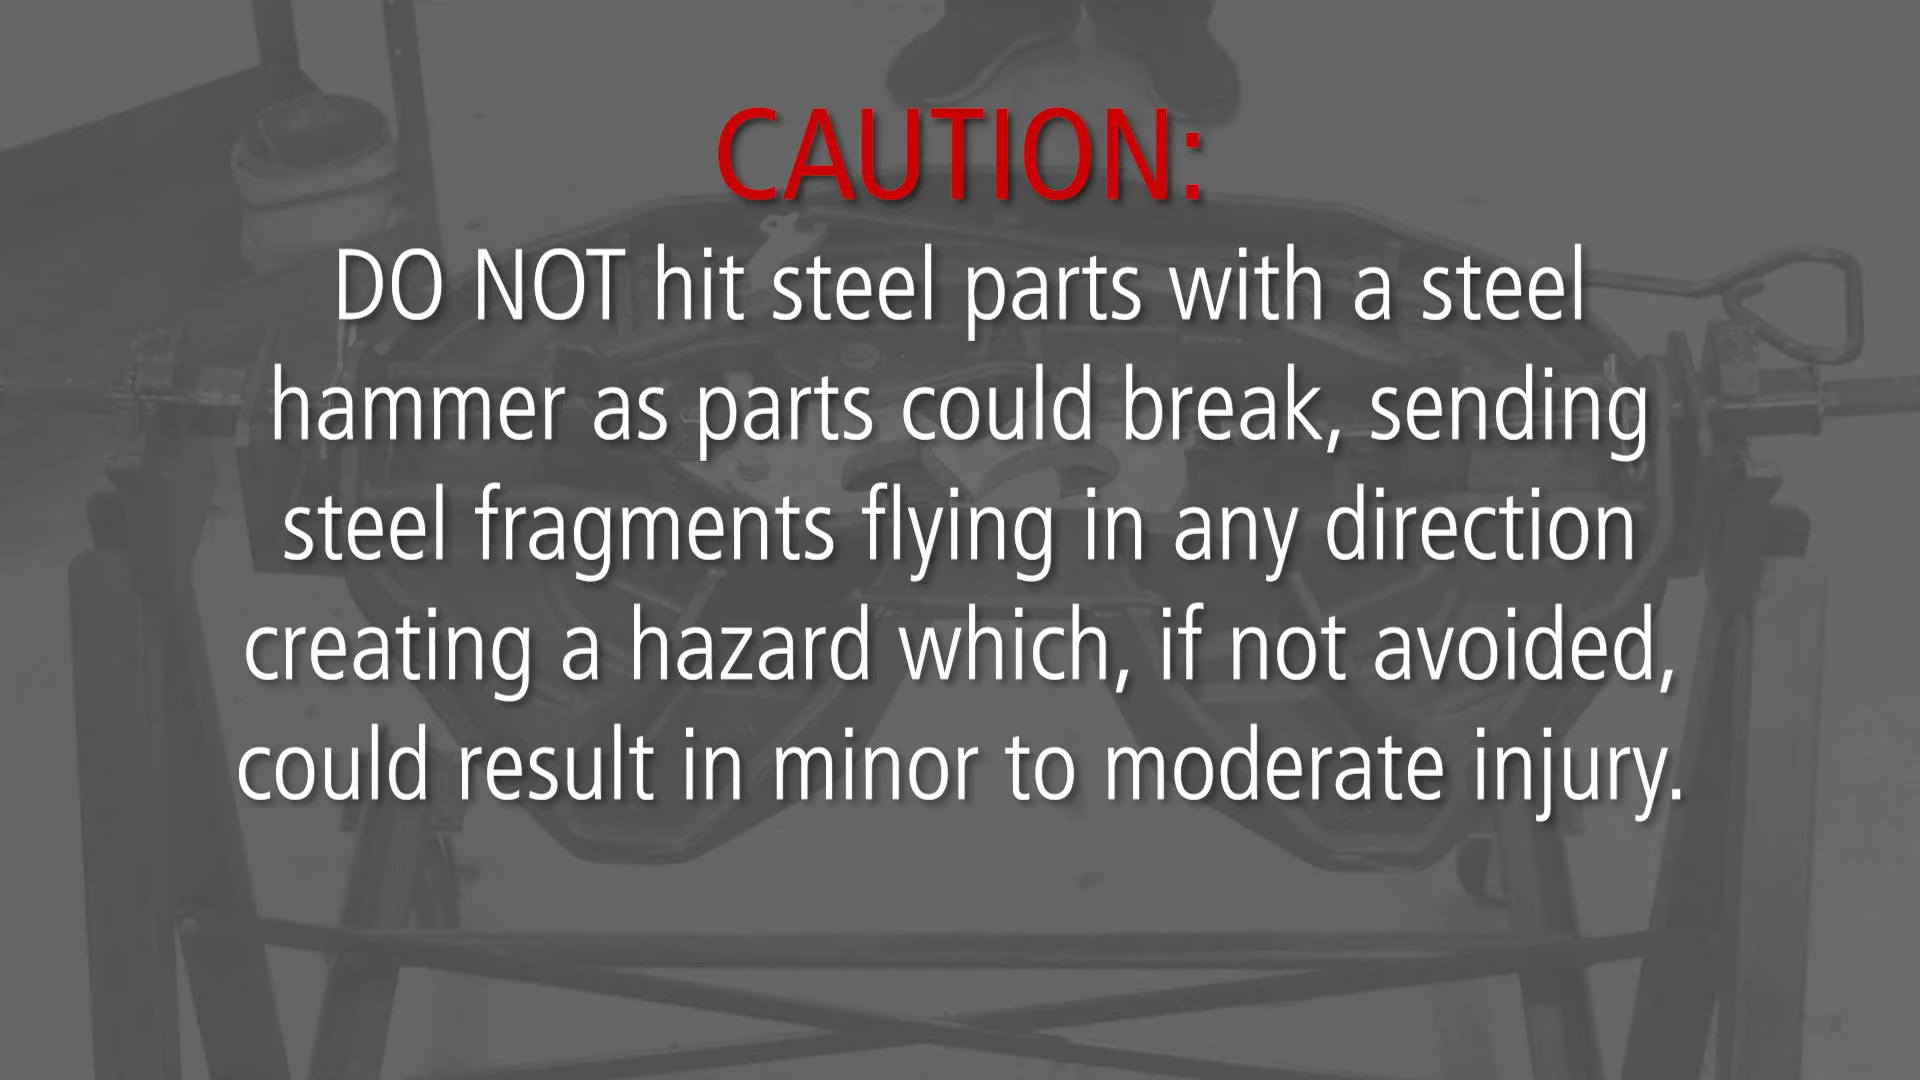 CAUTION:
DO NOT hit steel parts with a steel
hammer as parts could break, sending
steel fragments flying in any direction
creating a hazard which, if not avoided,
could result in minor to moderate injury.